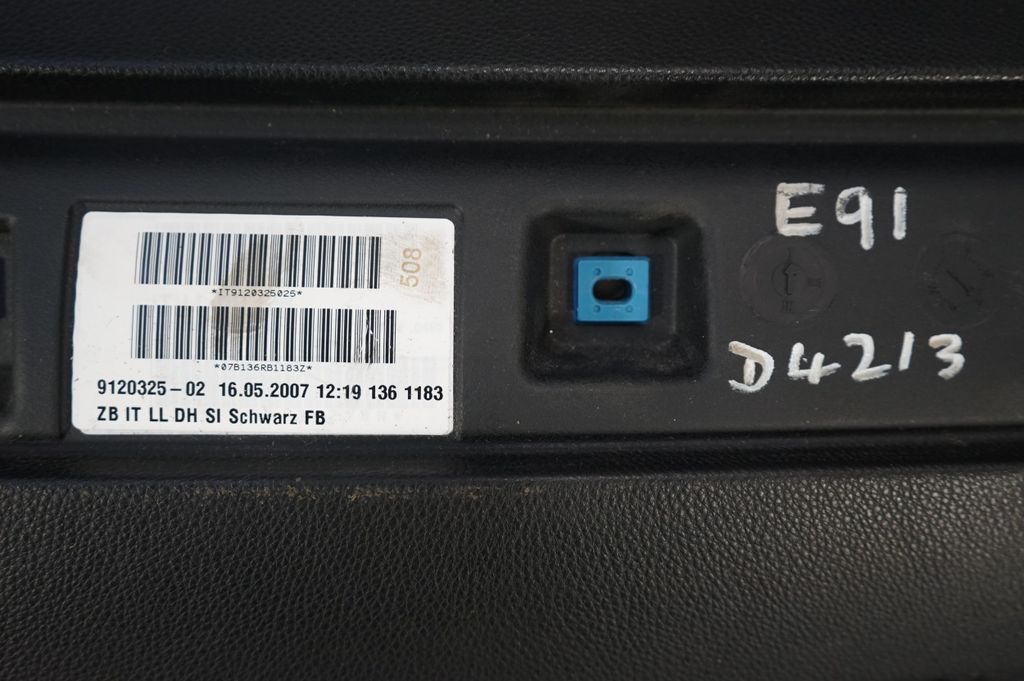 *IT9120325025*
508
*07B136RB1183Z*
9120325-02 16.05.2007 12:19 136 1183
ZB IT LL DH SI Schwarz FB
E91
D4213